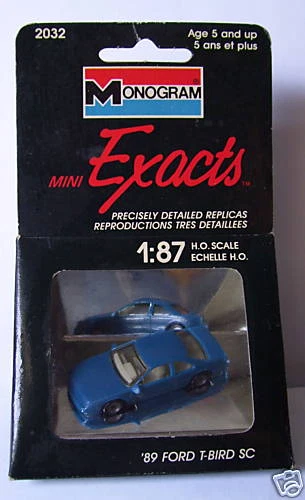 2032
Age 5 and up
5 ans et plus
MONOGRAM
MINI Exacts™
PRECISELY DETAILED REPLICAS
REPRODUCTIONS TRES DETAILLEES
1:87 H.O. SCALE
ECHELLE H.O.
'89 FORD T-BIRD SC